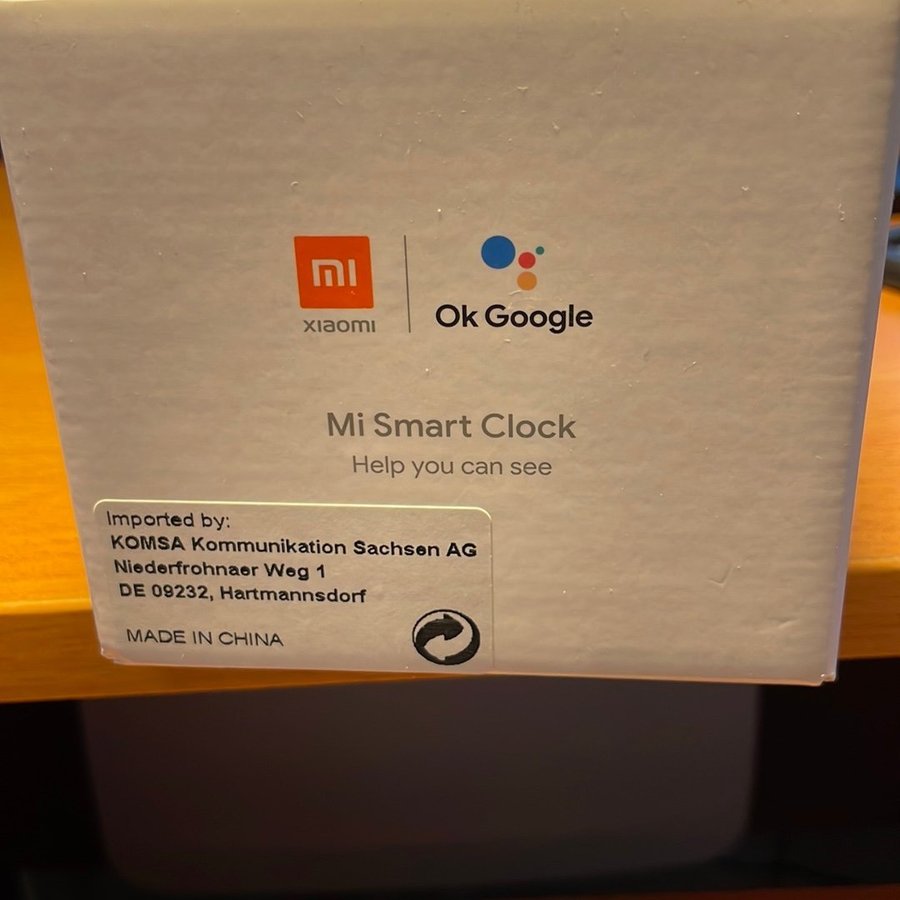 mi
xiaomi
Ok Google
Mi Smart Clock
Help you can see
Imported by:
KOMSA Kommunikation Sachsen AG
Niederfrohnaer Weg 1
DE 09232, Hartmannsdorf
MADE IN CHINA